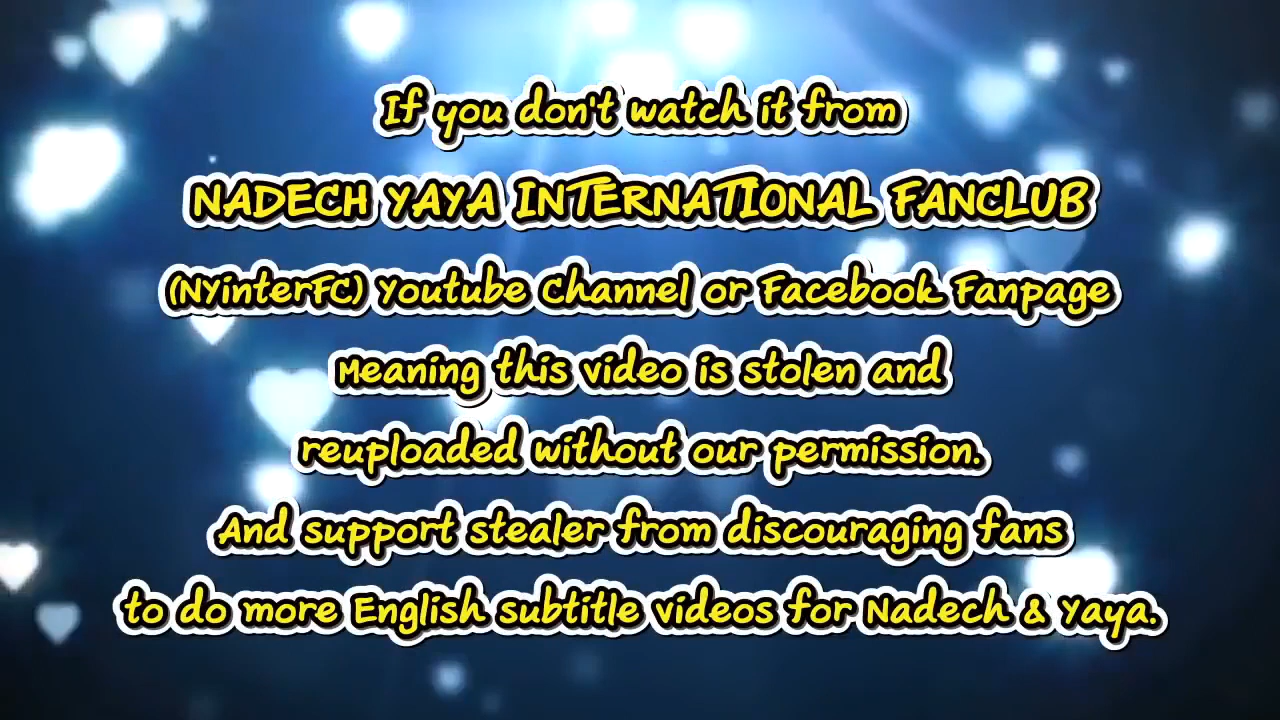 If you don't watch it from
NADECH YAYA INTERNATIONAL FANCLUB
(NYinterFC) Youtube Channel or Facebook Fanpage
Meaning this video is stolen and
reuploaded without our permission.
And support stealer from discouraging fans
to do more English subtitle videos for Nadech & Yaya.